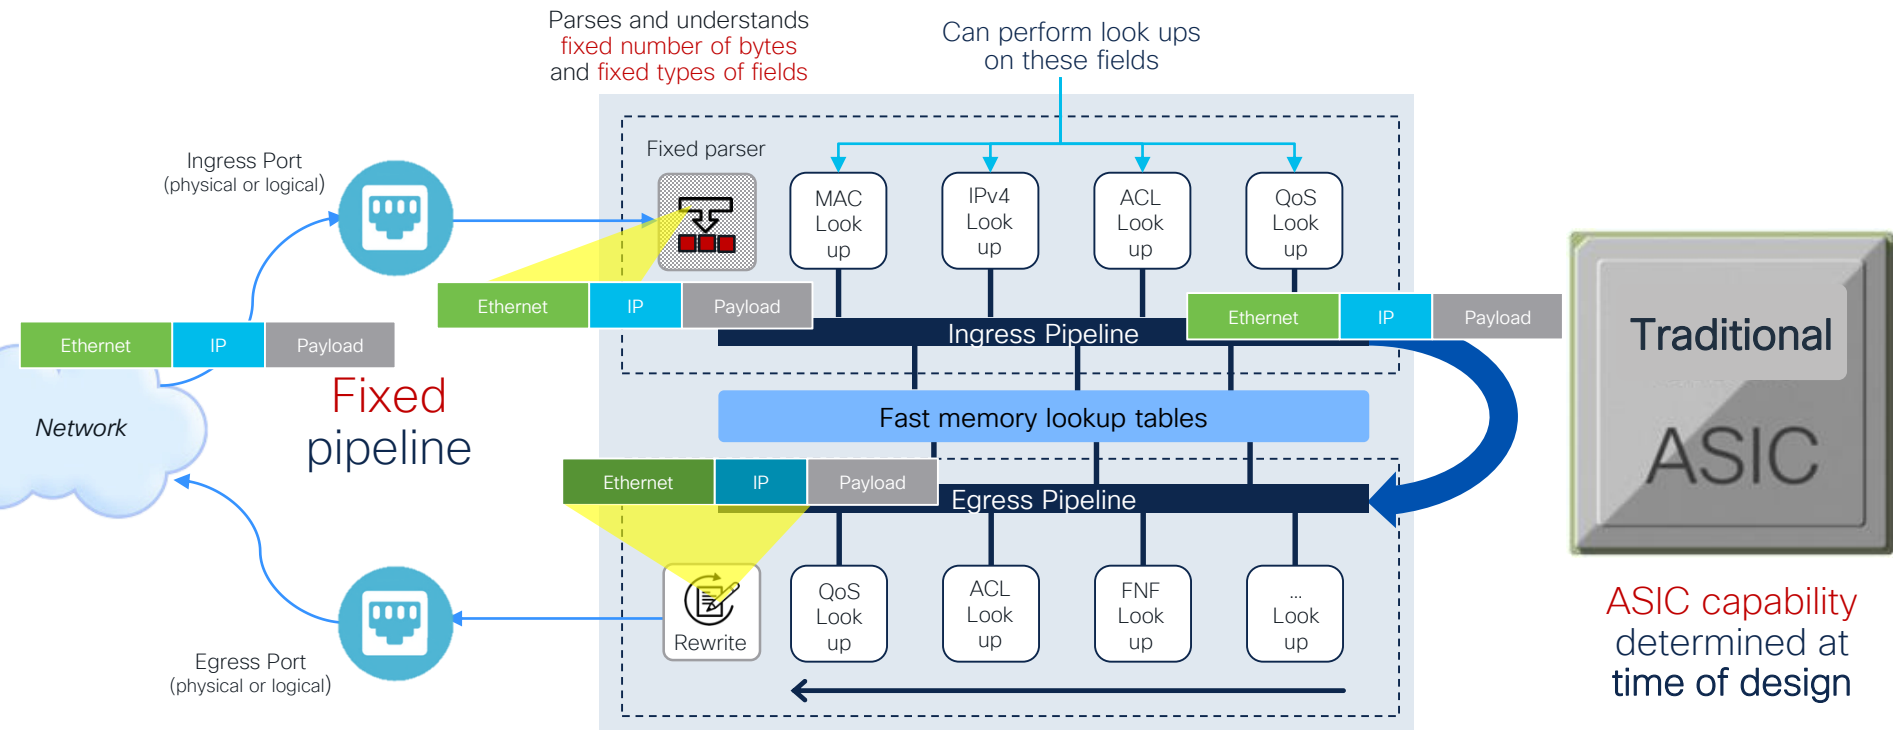 Parses and understands
fixed number of bytes
and fixed types of fields
Can perform look ups
on these fields
Ingress Port
(physical or logical)
Fixed parser
MAC
Look
up
IPv4
Look
up
ACL
Look
up
QoS
Look
up
Ethernet IP Payload
Ethernet IP Payload
Ethernet IP Payload
Ingress Pipeline
Traditional
ASIC
Network
Fixed
pipeline
Fast memory lookup tables
Ethernet IP Payload
Egress Pipeline
Rewrite
QoS
Look
up
ACL
Look
up
FNF
Look
up
...
Look
up
Egress Port
(physical or logical)
ASIC capability
determined at
time of design